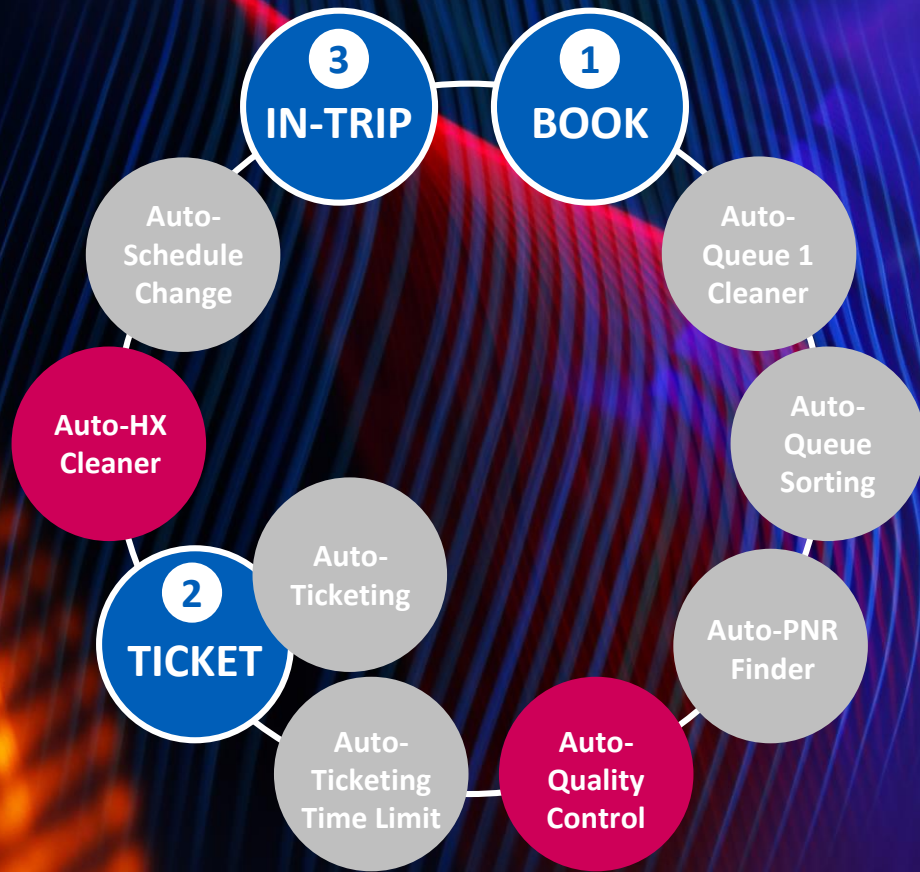 1
BOOK
Auto-
Queue 1
Cleaner
Auto-
Queue
Sorting
Auto-PNR
Finder
Auto-
Quality
Control
Auto-
Ticketing
Time Limit
Auto-
Ticketing
2
TICKET
Auto-HX
Cleaner
Auto-
Schedule
Change
3
IN-TRIP